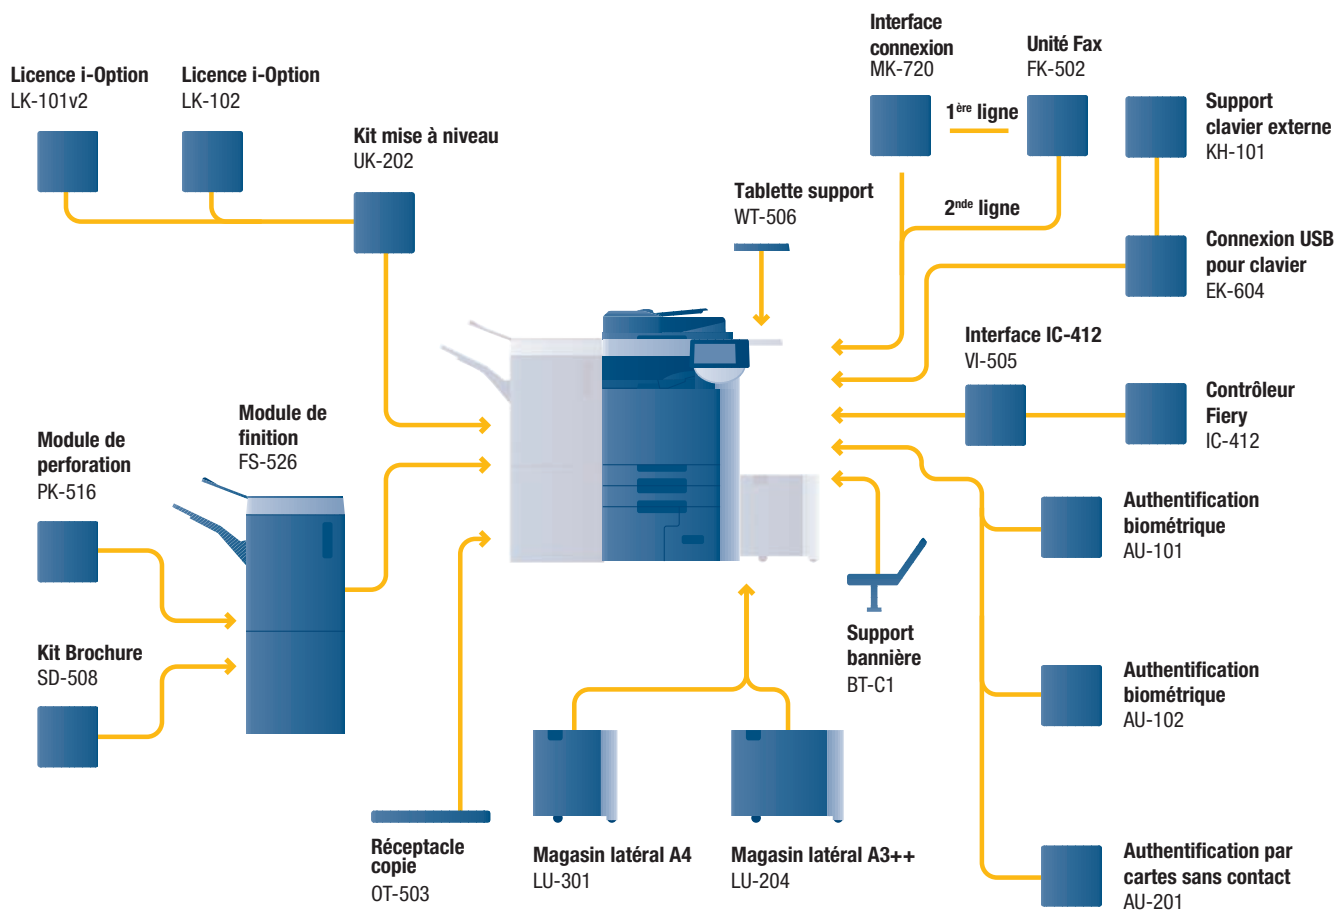 Licence i-Option
LK-101v2
Licence i-Option
LK-102
Kit mise à niveau
UK-202
Interface
connexion
MK-720
1ère ligne
Unité Fax
FK-502
2nde ligne
Support
clavier externe
KH-101
Tablette support
WT-506
Connexion USB
pour clavier
EK-604
Interface IC-412
VI-505
Contrôleur
Fiery
IC-412
Module de
finition
FS-526
Module de
perforation
PK-516
Kit Brochure
SD-508
Authentification
biométrique
AU-101
Support
bannière
BT-C1
Authentification
biométrique
AU-102
Réceptacle
copie
OT-503
Magasin latéral A4
LU-301
Magasin latéral A3++
LU-204
Authentification par
cartes sans contact
AU-201